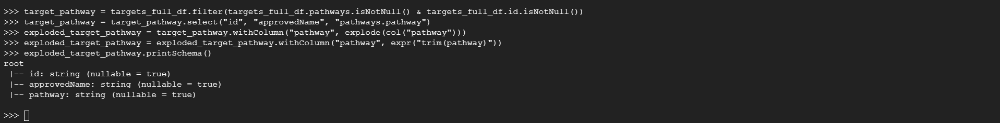 >>> target_pathway = targets_full_df.filter(targets_full_df.pathways.isNotNull() & targets_full_df.id.isNotNull())
>>> target_pathway = target_pathway.select("id", "approvedName", "pathways.pathway")
>>> exploded_target_pathway = target_pathway.withColumn("pathway", explode(col("pathway")))
>>> exploded_target_pathway = exploded_target_pathway.withColumn("pathway", expr("trim(pathway)"))
>>> exploded_target_pathway.printSchema()
root
 |-- id: string (nullable = true)
 |-- approvedName: string (nullable = true)
 |-- pathway: string (nullable = true)
>>>